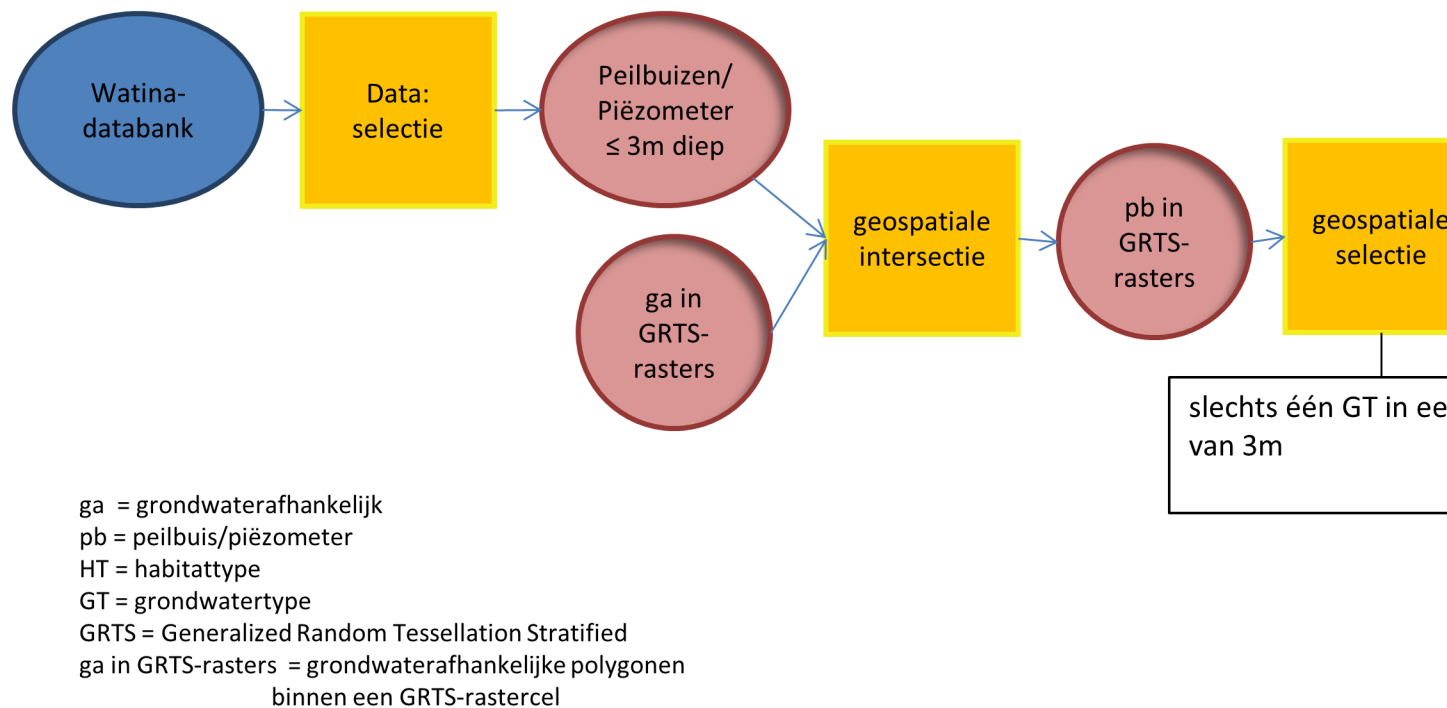 Watina-
databank
Data:
selectie
Peilbuizen/
Piëzometer
≤ 3m diep
ga in
GRTS-
rasters
geospatiale
intersectie
pb in
GRTS-
rasters
geospatiale
selectie
slechts één GT in
van 3m
ga = grondwaterafhankelijk
pb = peilbuis/piëzometer
HT = habitattype
GT = grondwatertype
GRTS = Generalized Random Tessellation Stratified
ga in GRTS-rasters = grondwaterafhankelijke polygonen
binnen een GRTS-rastercel